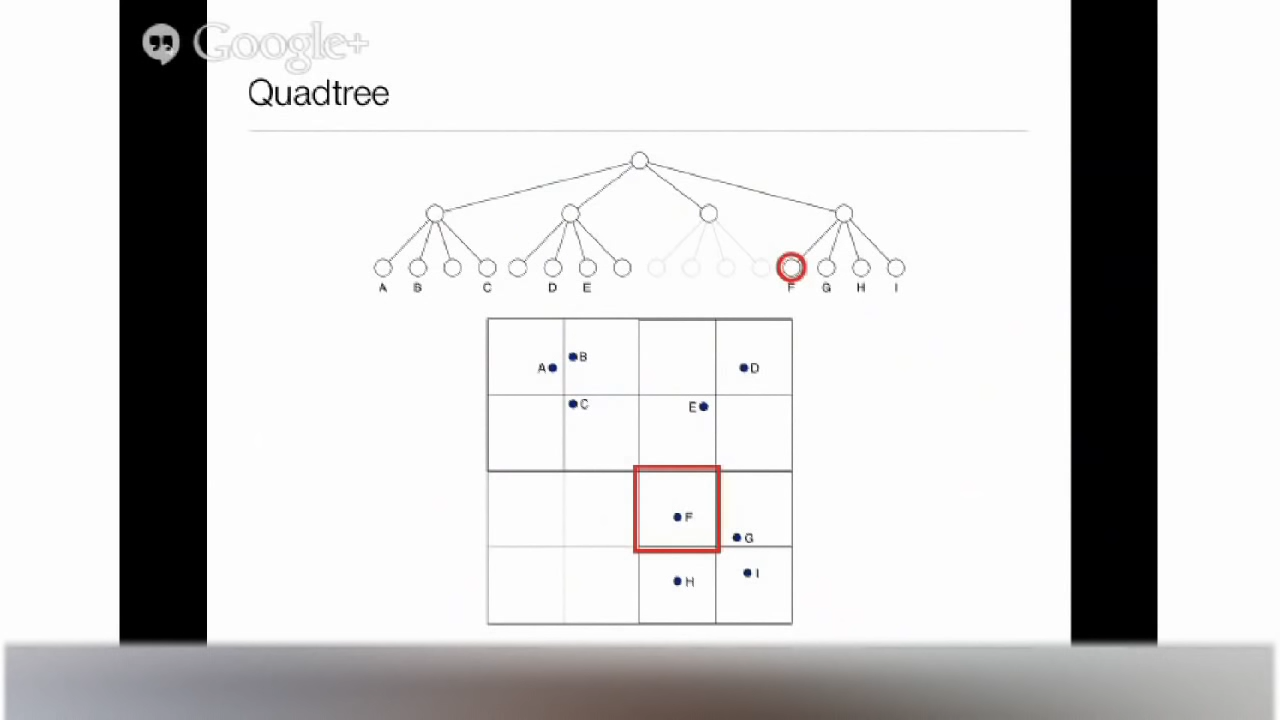 Google+
Quadtree
A B C D E F G H I
A B D
C E
F
G
H I